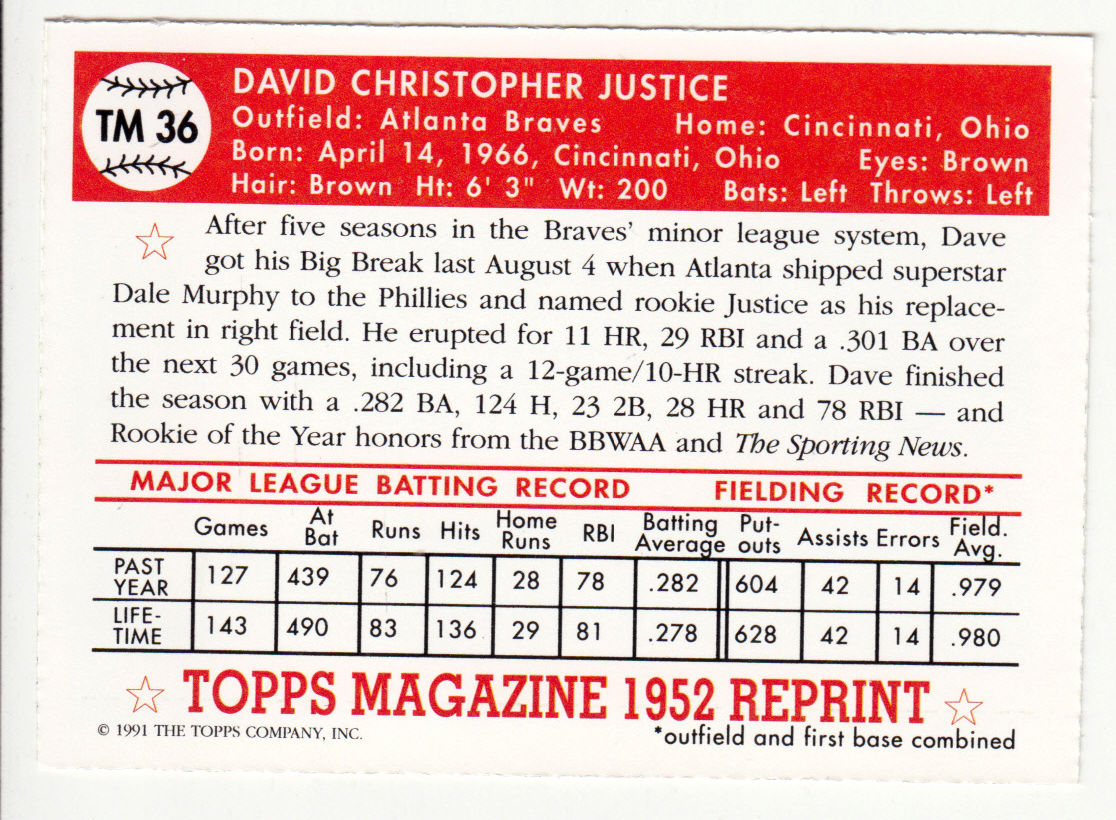 TM 36
DAVID CHRISTOPHER JUSTICE
Outfield: Atlanta Braves Home: Cincinnati, Ohio
Born: April 14, 1966, Cincinnati, Ohio Eyes: Brown
Hair: Brown Ht: 6' 3" Wt: 200 Bats: Left Throws: Left
After five seasons in the Braves' minor league system, Dave
got his Big Break last August 4 when Atlanta shipped superstar
Dale Murphy to the Phillies and named rookie Justice as his replace-
ment in right field. He erupted for 11 HR, 29 RBI and a .301 BA over
the next 30 games, including a 12-game/10-HR streak. Dave finished
the season with a .282 BA, 124 H, 23 2B, 28 HR and 78 RBI — and
Rookie of the Year honors from the BBWAA and The Sporting News.
MAJOR LEAGUE BATTING RECORD FIELDING RECORD*
Games At Bat Runs Hits Home Runs RBI Batting Average Put-outs Assists Errors Field. Avg.
PAST YEAR 127 439 76 124 28 78 .282 604 42 14 .979
LIFE-TIME 143 490 83 136 29 81 .278 628 42 14 .980
TOPPS MAGAZINE 1952 REPRINT
© 1991 THE TOPPS COMPANY, INC. *outfield and first base combined